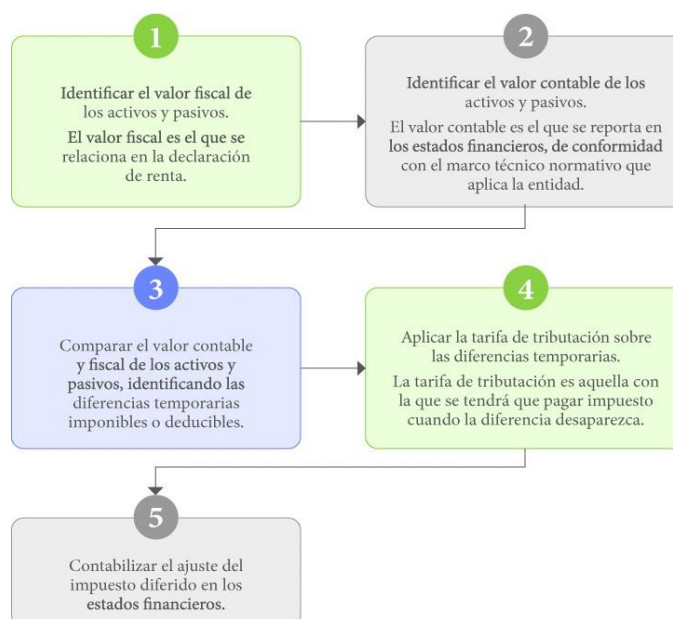 1
Identificar el valor fiscal de
los activos y pasivos.
El valor fiscal es el que se
relaciona en la declaración
de renta.
2
Identificar el valor contable de los
activos y pasivos.
El valor contable es el que se reporta en
los estados financieros, de conformidad
con el marco técnico normativo que
aplica la entidad.
3
Comparar el valor contable
y fiscal de los activos y
pasivos, identificando las
diferencias temporarias
imponibles o deducibles.
4
Aplicar la tarifa de tributación sobre
las diferencias temporarias.
La tarifa de tributación es aquella con
la que se tendrá que pagar impuesto
cuando la diferencia desaparezca.
5
Contabilizar el ajuste del
impuesto diferido en los
estados financieros.